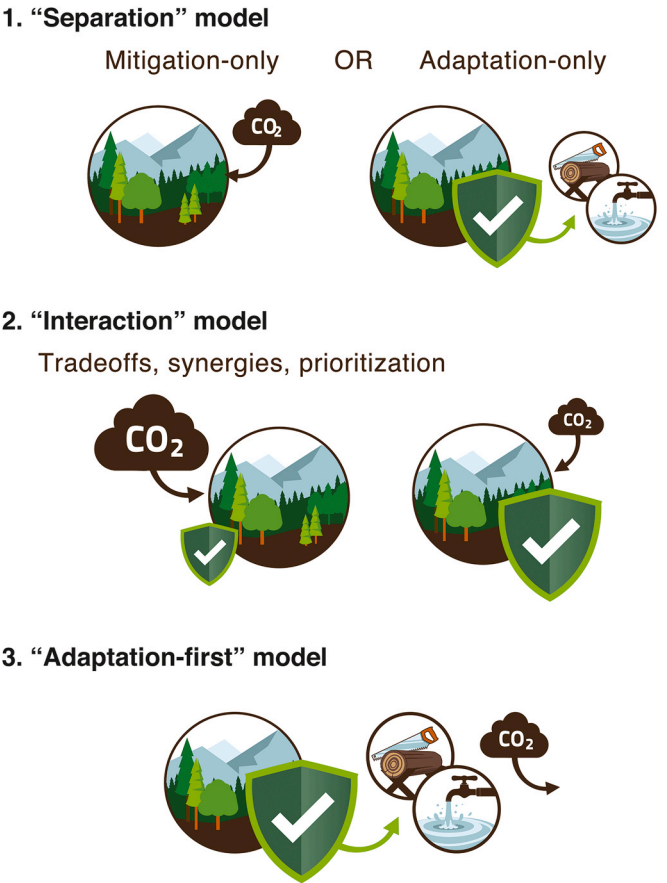 1. “Separation” model
Mitigation-only OR Adaptation-only
CO₂
2. “Interaction” model
Tradeoffs, synergies, prioritization
CO₂
CO₂
3. “Adaptation-first” model
CO₂